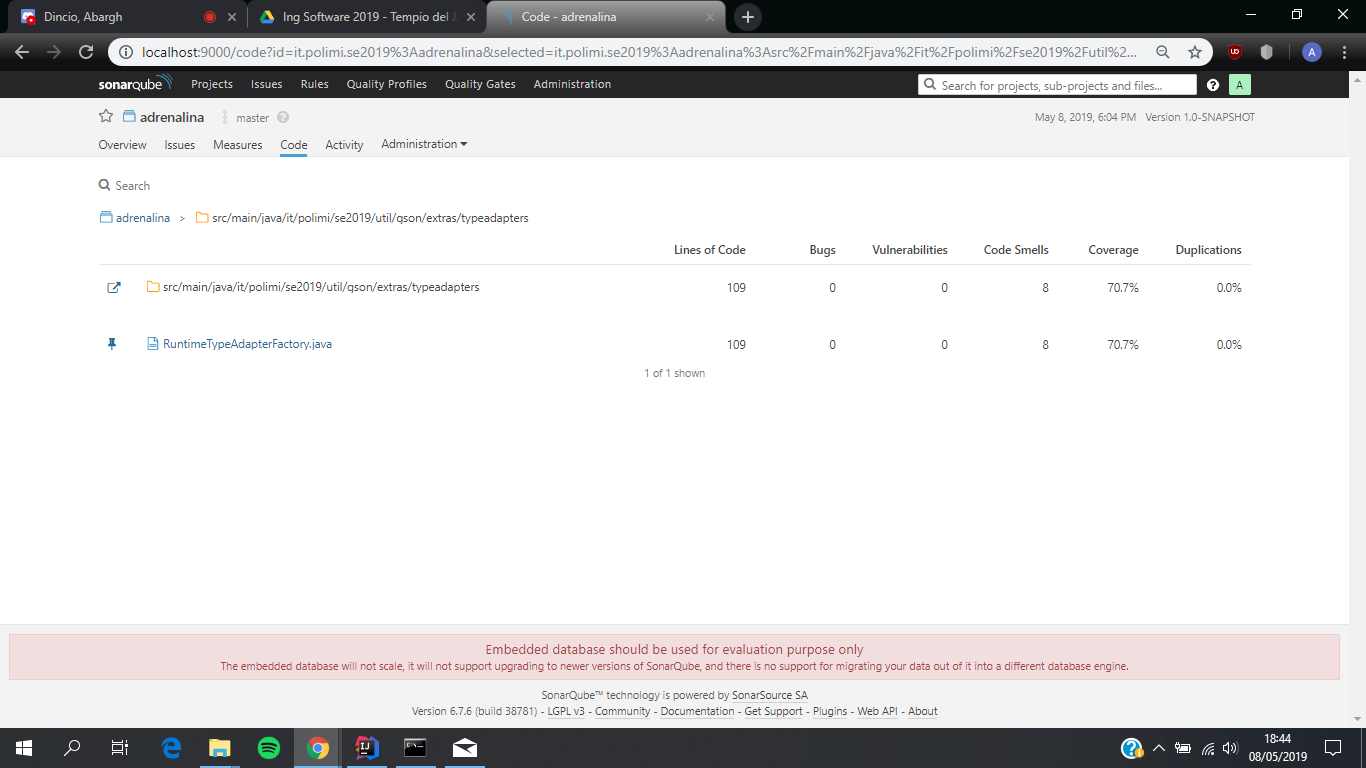 Dincio, Abargh
Ing Software 2019 - Tempio del J
Code - adrenalina
localhost:9000/code?id=it.polimi.se2019%3Aadrenalina&selected=it.polimi.se2019%3Aadrenalina%3Asrc%2Fmain%2Fjava%2Fit%2Fpolimi%2Fse2019%2Futil%2...
A
sonarqube Projects Issues Rules Quality Profiles Quality Gates Administration Search for projects, sub-projects and files... ? A
adrenalina master ? May 8, 2019, 6:04 PM Version 1.0-SNAPSHOT
Overview Issues Measures Code Activity Administration
Search
adrenalina > src/main/java/it/polimi/se2019/util/gson/extras/typeadapters
Lines of Code Bugs Vulnerabilities Code Smells Coverage Duplications
src/main/java/it/polimi/se2019/util/gson/extras/typeadapters 109 0 0 8 70.7% 0.0%
RuntimeTypeAdapterFactory.java 109 0 0 8 70.7% 0.0%
1 of 1 shown
Embedded database should be used for evaluation purpose only
The embedded database will not scale, it will not support upgrading to newer versions of SonarQube, and there is no support for migrating your data out of it into a different database engine.
SonarQube™ technology is powered by SonarSource SA
Version 6.7.6 (build 38781) - LGPL v3 - Community - Documentation - Get Support - Plugins - Web API - About
18:44
08/05/2019